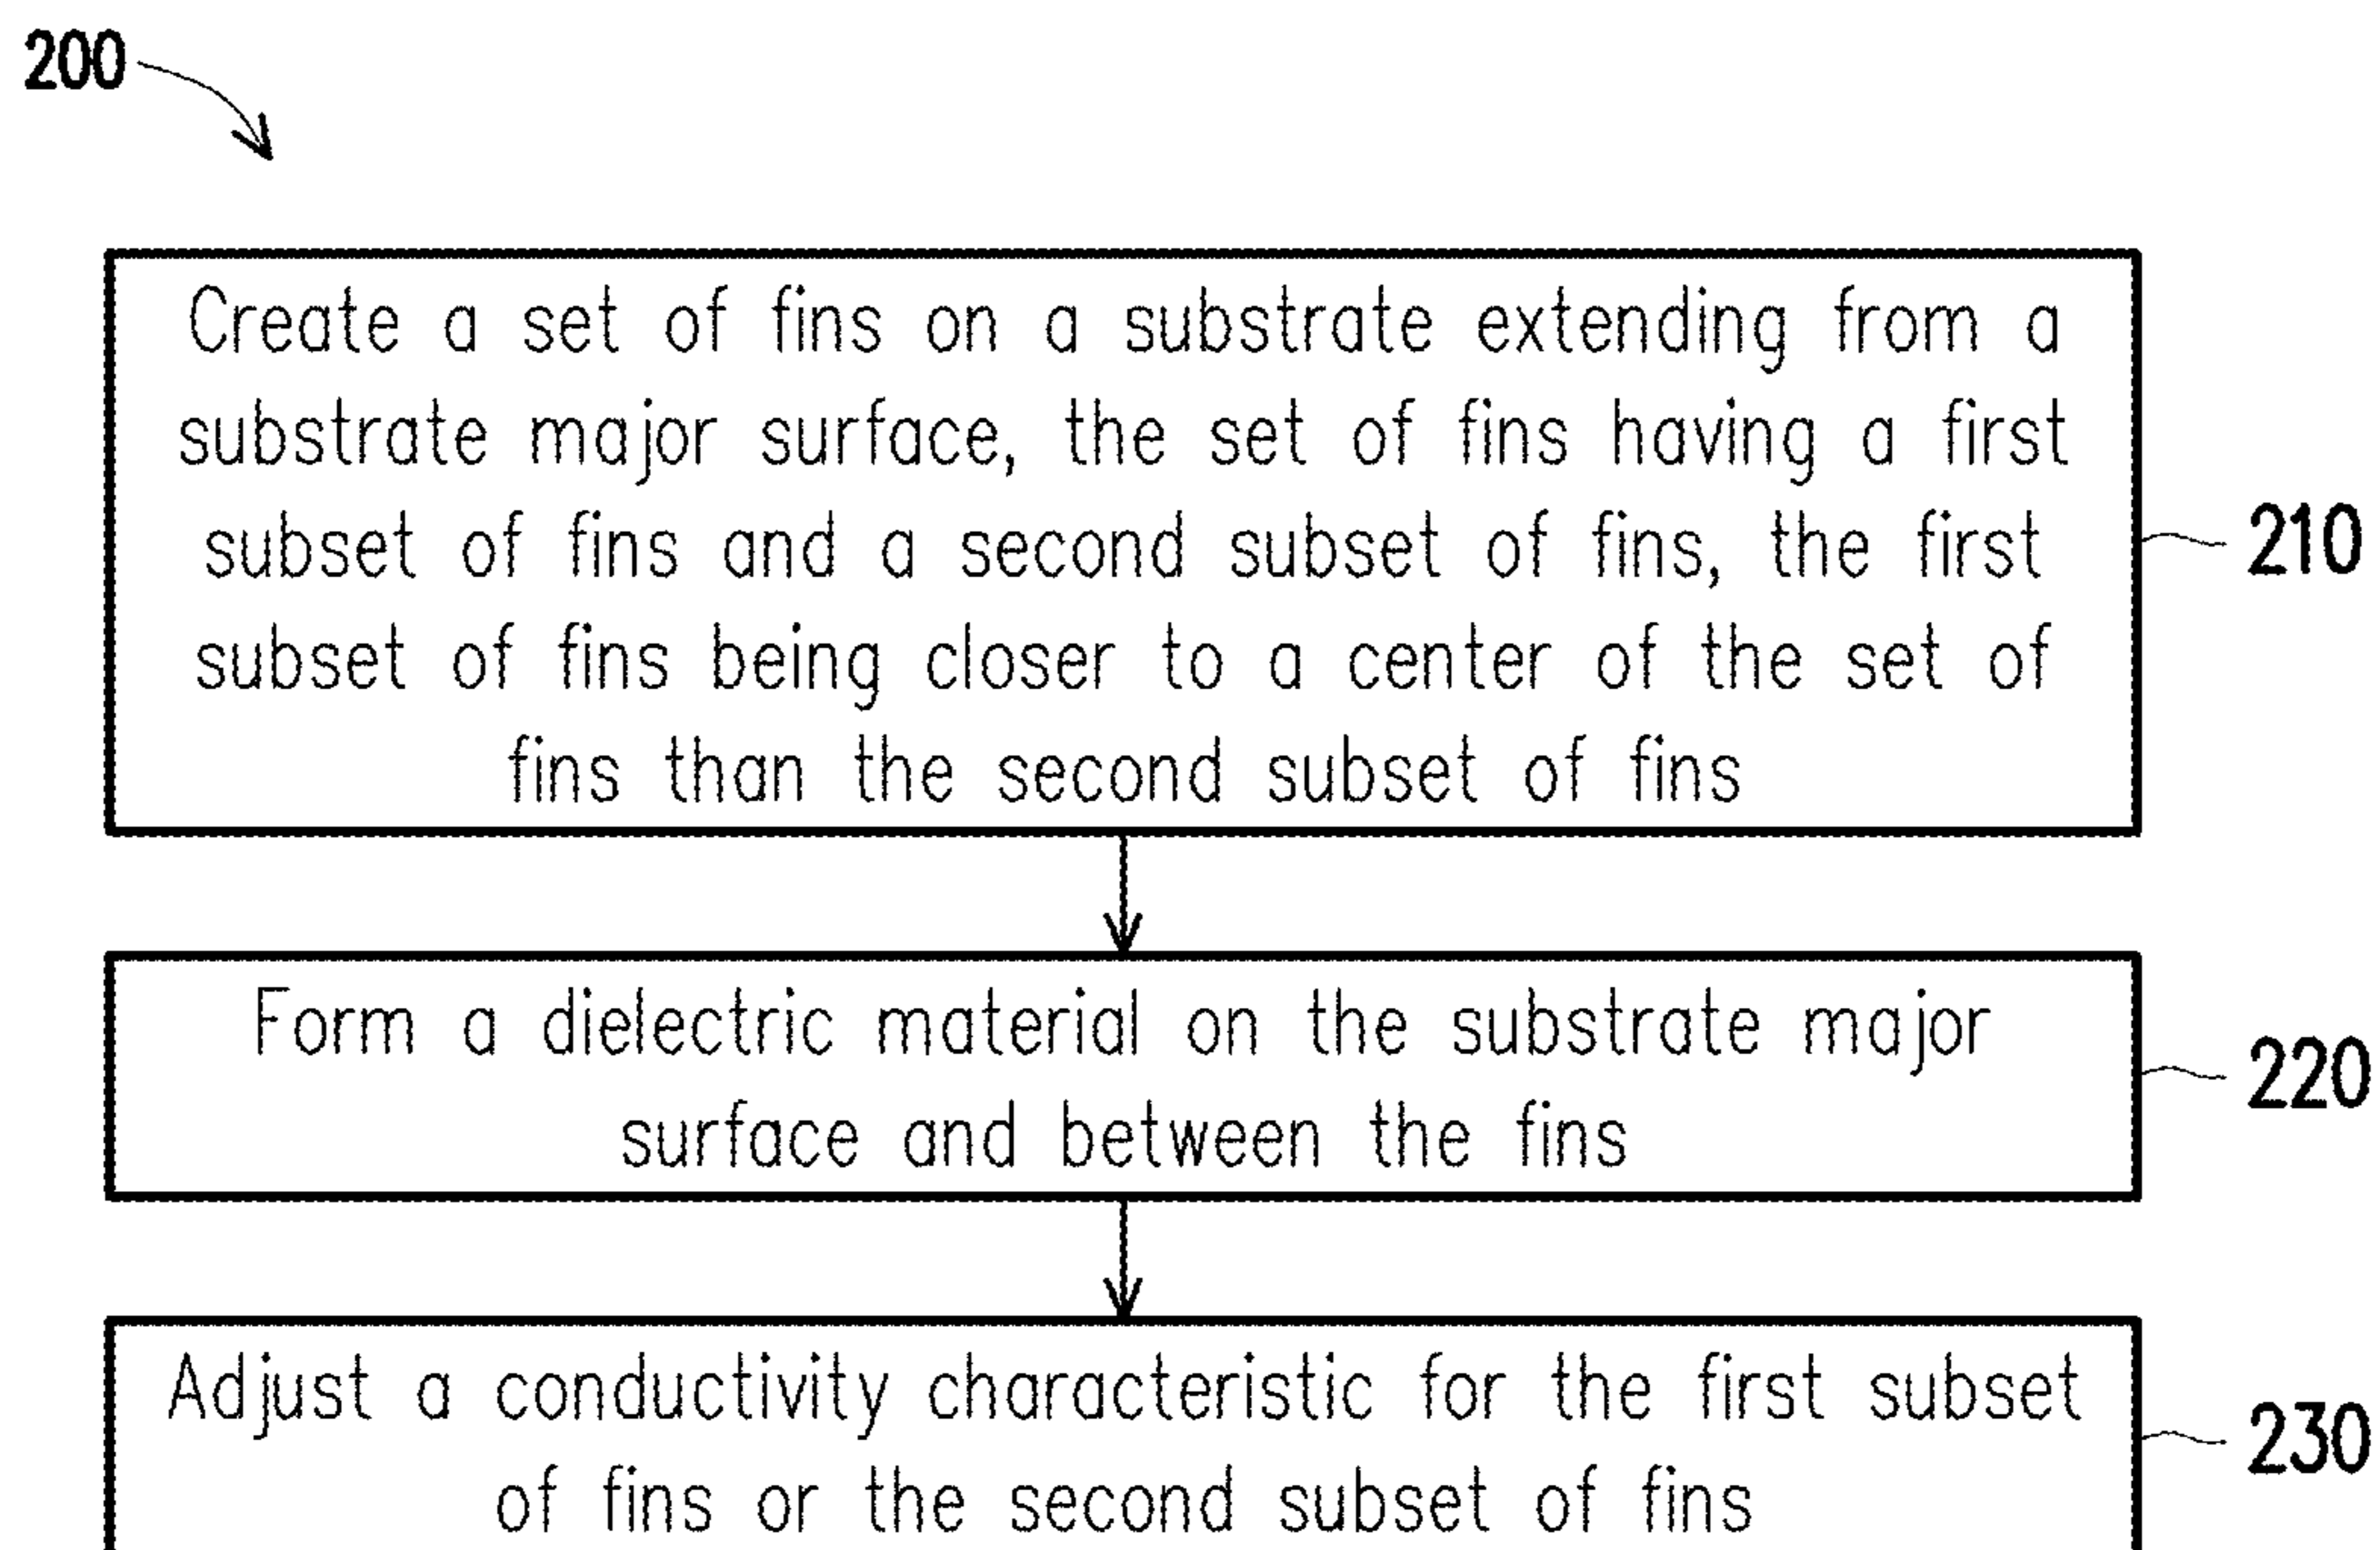 200
Create a set of fins on a substrate extending from a
substrate major surface, the set of fins having a first
subset of fins and a second subset of fins, the first
subset of fins being closer to a center of the set of
fins than the second subset of fins
210
Form a dielectric material on the substrate major
surface and between the fins
220
Adjust a conductivity characteristic for the first subset
of fins or the second subset of fins
230